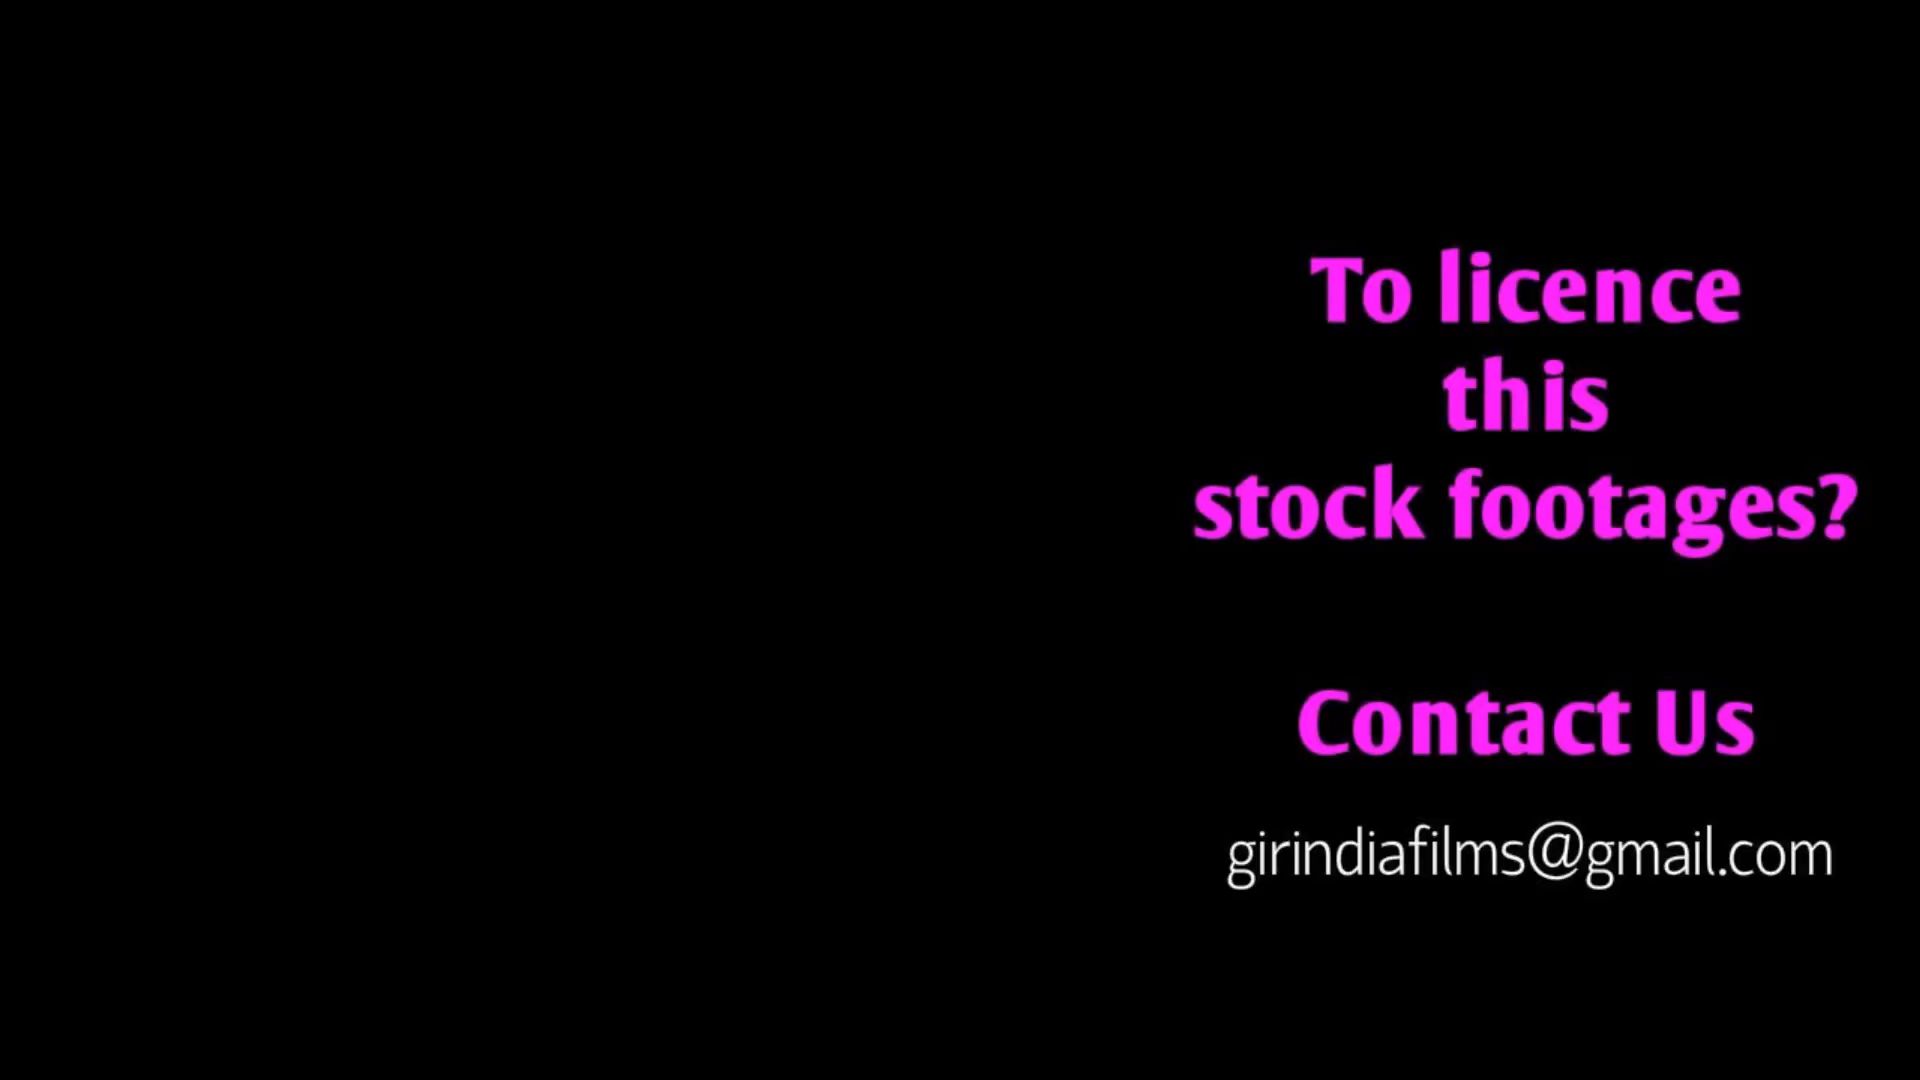 To licence
this
stock footages?
Contact Us
girindiafilms@gmail.com